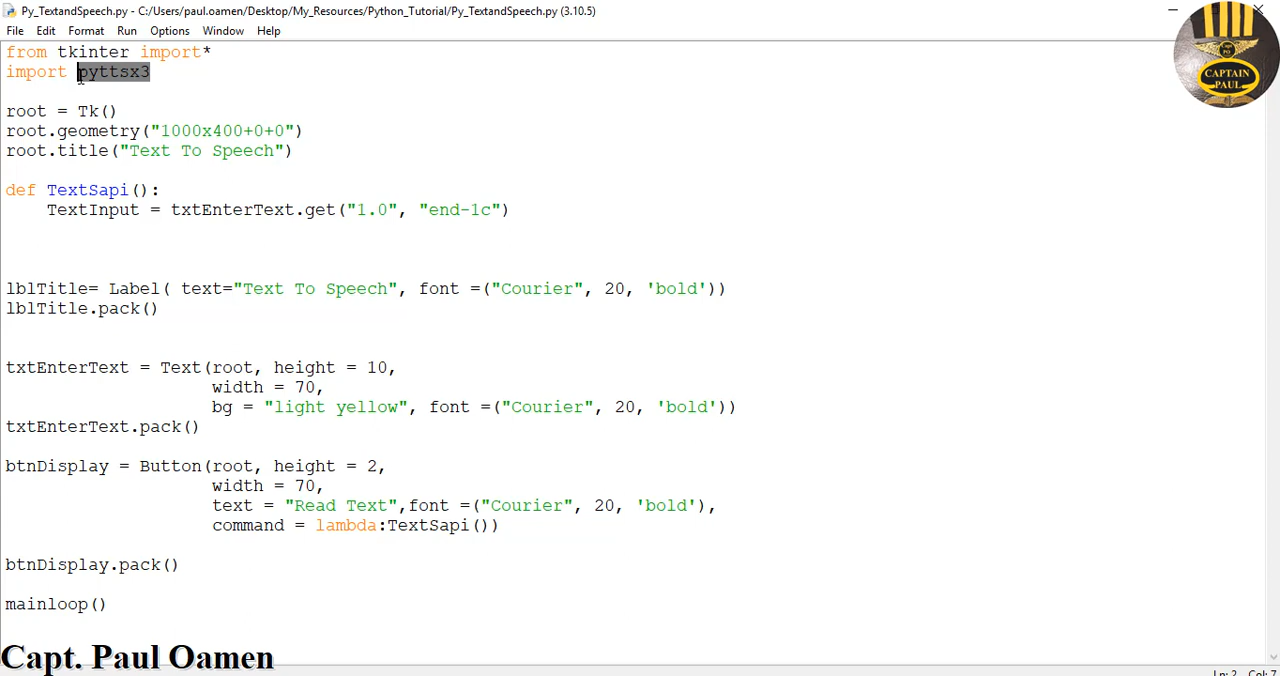 Py_TextandSpeech.py - C:/Users/paul.oamen/Desktop/My_Resources/Python_Tutorial/Py_TextandSpeech.py (3.10.5)
File Edit Format Run Options Window Help
from tkinter import*
import pyttsx3
root = Tk()
root.geometry("1000x400+0+0")
root.title("Text To Speech")
def TextSapi():
    TextInput = txtEnterText.get("1.0", "end-1c")
lblTitle= Label( text="Text To Speech", font =("Courier", 20, 'bold'))
lblTitle.pack()
txtEnterText = Text(root, height = 10,
                    width = 70,
                    bg = "light yellow", font =("Courier", 20, 'bold'))
txtEnterText.pack()
btnDisplay = Button(root, height = 2,
                    width = 70,
                    text = "Read Text",font =("Courier", 20, 'bold'),
                    command = lambda:TextSapi())
btnDisplay.pack()
mainloop()
CAPTAIN
PAUL
Capt. Paul Oamen
Ln: 2 Col: 7